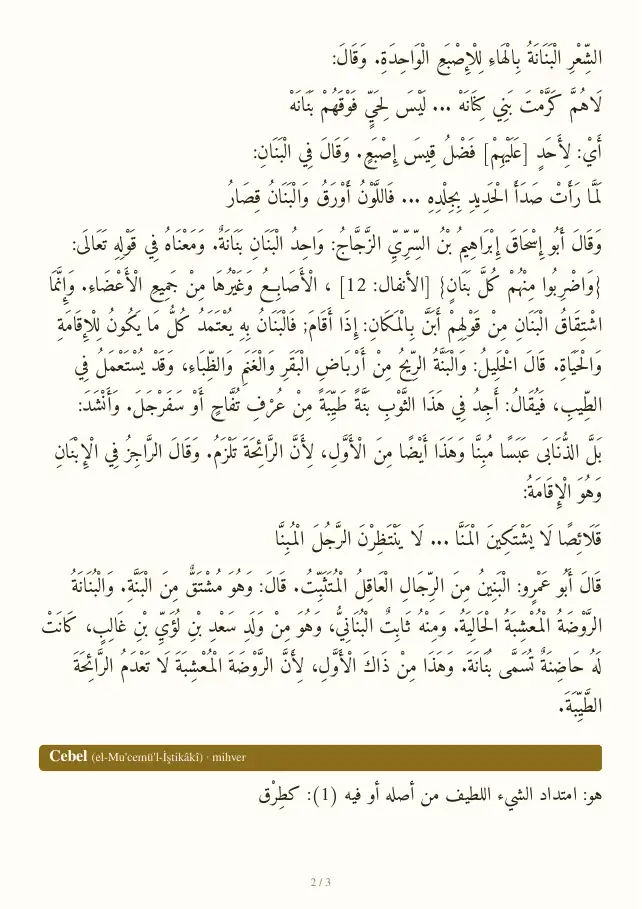 الشِّعْرِ الْبَنَانَةُ بِالْهَاءِ لِلْإِصْبَعِ الْوَاحِدَةِ. وَقَالَ:
لَاهُمَّ كَرَّمْتَ بَنِي كِنَانَهْ ... لَيْسَ لِحَيٍّ فَوْقَهُمْ بَنَانَهْ
أَيْ: لِأَحَدٍ [عَلَيْهِمْ] فَضْلُ قِيسَ إِصْبَعٍ. وَقَالَ فِي الْبَنَانِ:
لَمَّا رَأَتْ صَدَأَ الْحَدِيدِ بِجِلْدِهِ ... فَاللَّوْنُ أَوْرَقُ وَالْبَنَانُ قِصَارُ
وَقَالَ أَبُو إِسْحَاقَ إِبْرَاهِيمُ بْنُ السِّرِّيِّ الزَّجَّاجُ: وَاحِدُ الْبَنَانِ بَنَانَةٌ. وَمَعْنَاهُ فِي قَوْلِهِ تَعَالَى:
{وَاضْرِبُوا مِنْهُمْ كُلَّ بَنَانٍ} [الأنفال: 12] ، الْأَصَابِعُ وَغَيْرُهَا مِنْ جَمِيعِ الْأَعْضَاءِ. وَإِنَّمَا
اشْتِقَاقُ الْبَنَانِ مِنْ قَوْلِهِمْ أَبَنَّ بِالْمَكَانِ: إِذَا أَقَامَ; فَالْبَنَانُ بِهِ يُعْتَمَدُ كُلُّ مَا يَكُونُ لِلْإِقَامَةِ
وَالْحَيَاةِ. قَالَ الْخَلِيلُ: وَالْبَنَّةُ الرِّيحُ مِنْ أَرْبَاضِ الْبَقَرِ وَالْغَنَمِ وَالظِّبَاءِ، وَقَدْ يُسْتَعْمَلُ فِي
الطِّيبِ، فَيُقَالُ: أَجِدُ فِي هَذَا الثَّوْبِ بَنَّةً طَيِّبَةً مِنْ عُرْفِ تُفَّاحٍ أَوْ سَفَرْجَلَ. وَأَنْشَدَ:
بَلَّ الذُّنَابَى عَبَسًا مُبِنَّا وَهَذَا أَيْضًا مِنَ الْأَوَّلِ، لِأَنَّ الرَّائِحَةَ تَلْزَمُ. وَقَالَ الرَّاجِزُ فِي الْإِبْنَانِ
وَهُوَ الْإِقَامَةُ:
قَلَائِصًا لَا يَشْتَكِينَ الْمَنَّا ... لَا يَنْتَظِرْنَ الرَّجُلَ الْمُبِنَّا
قَالَ أَبُو عَمْرٍو: الْبَنِينُ مِنَ الرِّجَالِ الْعَاقِلُ الْمُتَثَبِّتُ. قَالَ: وَهُوَ مُشْتَقٌّ مِنَ الْبَنَّةِ. وَالْبُنَانَةُ
الرَّوْضَةُ الْمُعْشِبَةُ الْحَالِيَةُ. وَمِنْهُ ثَابِتٌ الْبُنَانِيُّ، وَهُوَ مِنْ وَلَدِ سَعْدِ بْنِ لُؤَيِّ بْنِ غَالِبٍ، كَانَتْ
لَهُ حَاضِنَةٌ تُسَمَّى بُنَانَةَ. وَهَذَا مِنْ ذَاكَ الْأَوَّلِ، لِأَنَّ الرَّوْضَةَ الْمُعْشِبَةَ لَا تَعْدَمُ الرَّائِحَةَ
الطَّيِّبَةَ.
Cebel (el-Mu'cemü'l-İştikâkî) · mihver
هو: امتداد الشيء اللطيف من أصله أو فيه (1): كطِرْق
2 / 3